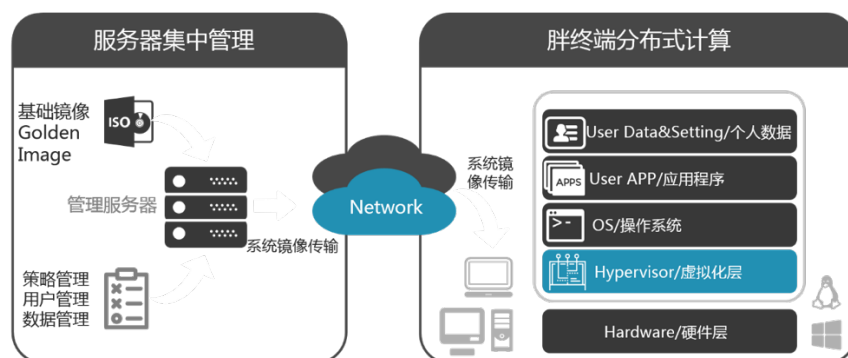 服务器集中管理
基础镜像
Golden
Image
ISO
管理服务器
系统镜像传输
策略管理
用户管理
数据管理
Network
胖终端分布式计算
系统镜
像传输
User Data&Setting/个人数据
APPS
User APP/应用程序
OS/操作系统
Hypervisor/虚拟化层
Hardware/硬件层